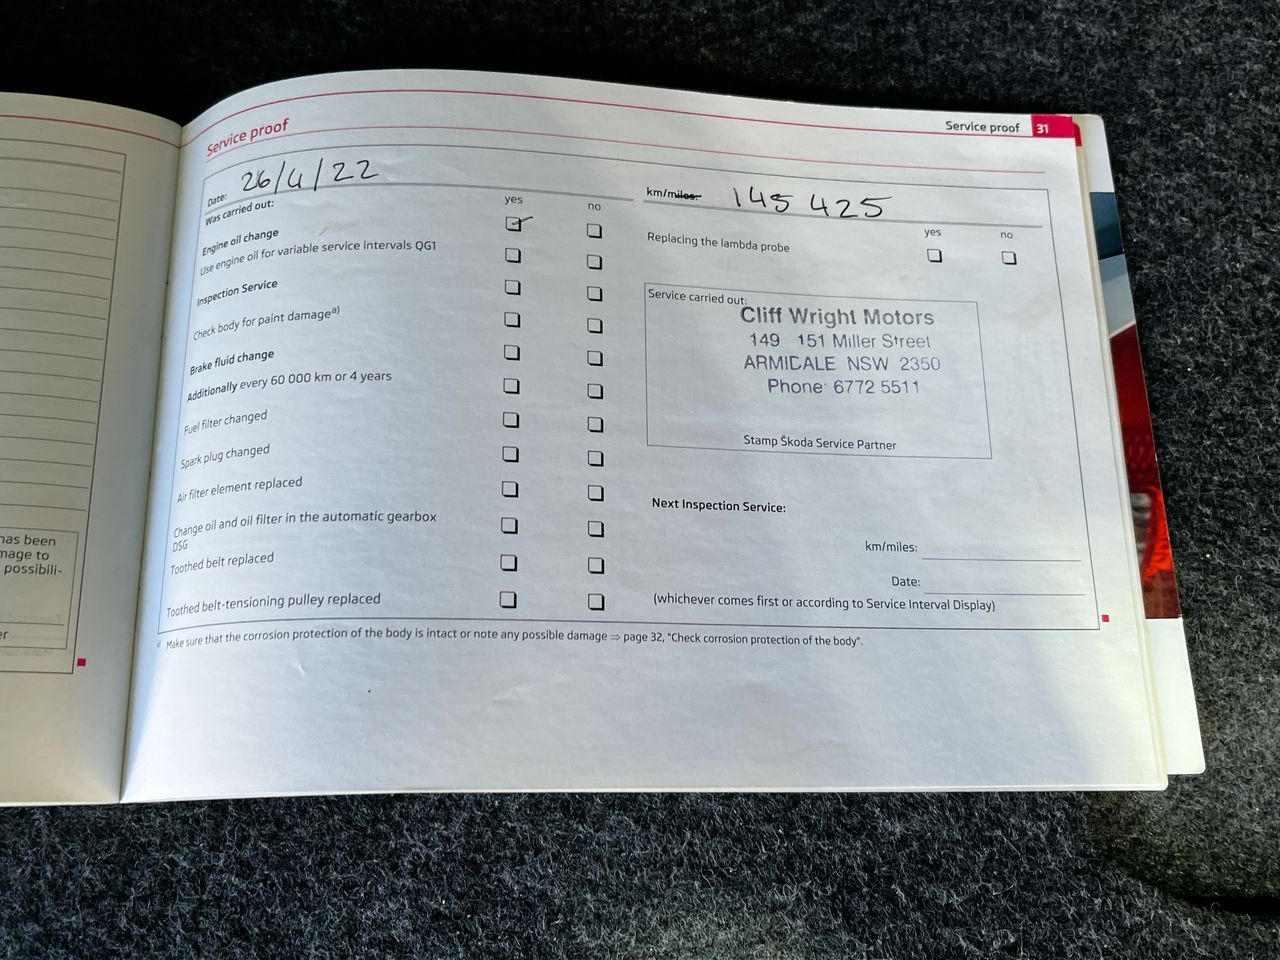 Service proof
Service proof 31
Date: 26/4/22
km/miles: 145 425
Was carried out:
yes no
Engine oil change
Use engine oil for variable service intervals QG1
Inspection Service
Check body for paint damagea)
Brake fluid change
Additionally every 60 000 km or 4 years
Fuel filter changed
Spark plug changed
Air filter element replaced
Change oil and oil filter in the automatic gearbox
DSG
Toothed belt replaced
Toothed belt-tensioning pulley replaced
yes no
Replacing the lambda probe
Service carried out:
Cliff Wright Motors
149 151 Miller Street
ARMIDALE NSW 2350
Phone 6772 5511
Stamp Škoda Service Partner
Next Inspection Service:
km/miles:
Date:
(whichever comes first or according to Service Interval Display)
a) Make sure that the corrosion protection of the body is intact or note any possible damage ⇒ page 32, "Check corrosion protection of the body".
has been
mage to
possibili-